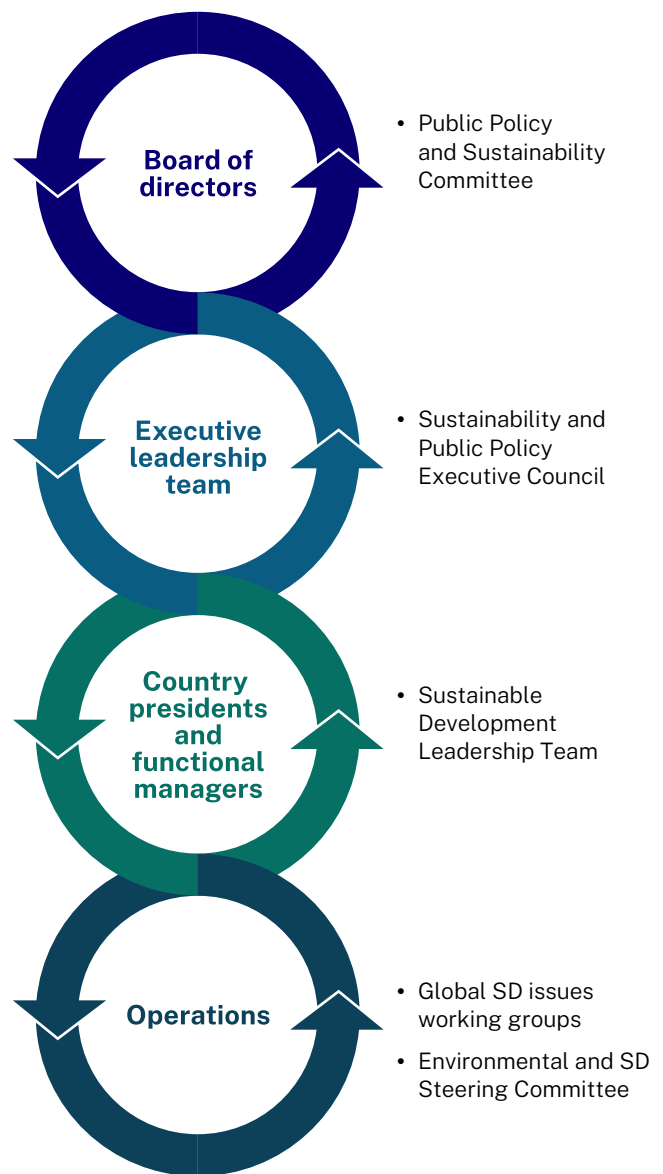 Board of
directors
• Public Policy
and Sustainability
Committee
Executive
leadership
team
• Sustainability and
Public Policy
Executive Council
Country
presidents
and
functional
managers
• Sustainable
Development
Leadership Team
Operations
• Global SD issues
working groups
• Environmental and SD
Steering Committee